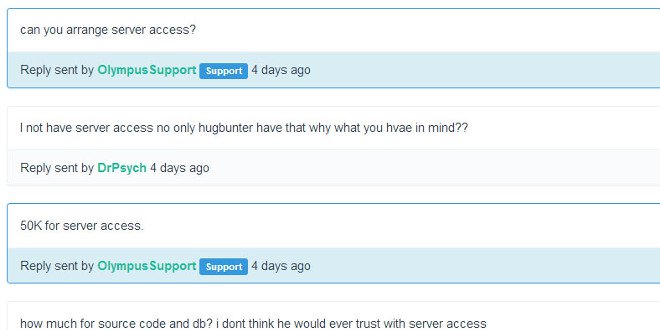 can you arrange server access?
Reply sent by OlympusSupport Support 4 days ago
I not have server access no only hugbunter have that why what you hvae in mind??
Reply sent by DrPsych 4 days ago
50K for server access.
Reply sent by OlympusSupport Support 4 days ago
how much for source code and db? i dont think he would ever trust with server access